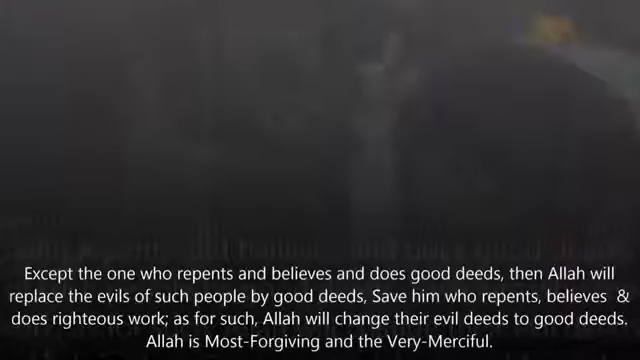 Except the one who repents and believes and does good deeds, then Allah will
replace the evils of such people by good deeds, Save him who repents, believes &
does righteous work; as for such, Allah will change their evil deeds to good deeds.
Allah is Most-Forgiving and the Very-Merciful.